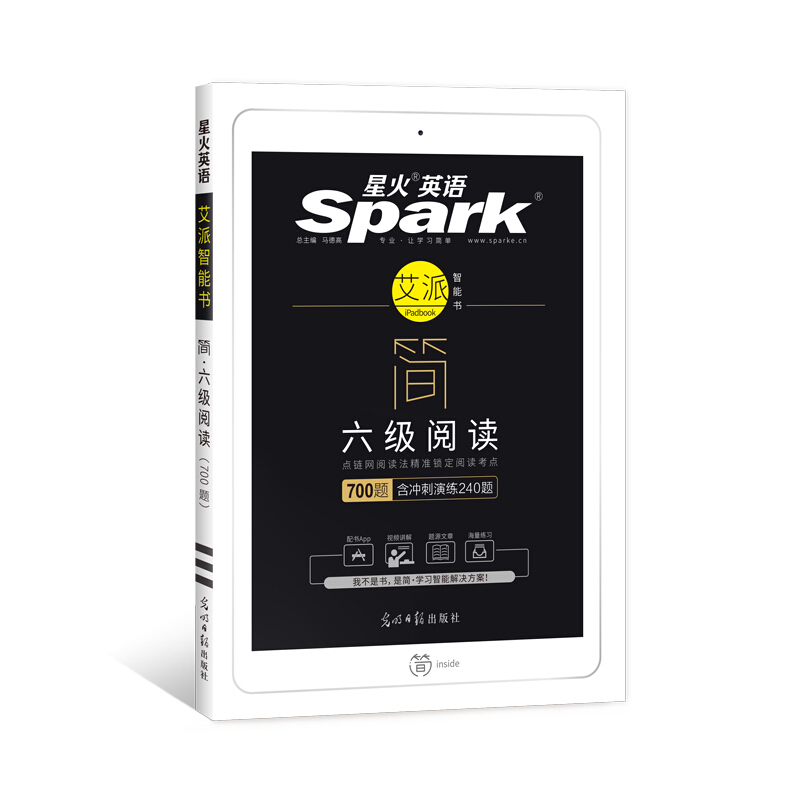 星火英语
艾派智能书
简·六级阅读(700题)
光明日报出版社
星火®英语
Spark®
总主编 马德高 专业·让学习简单 www.sparke.cn
艾派
iPadbook
智能书
简
六级阅读
点链网阅读法精准锁定阅读考点
700题 含冲刺演练240题
配书App 视频讲解 题源文章 海量练习
我不是书,是简·学习智能解决方案!
光明日报出版社
简 inside